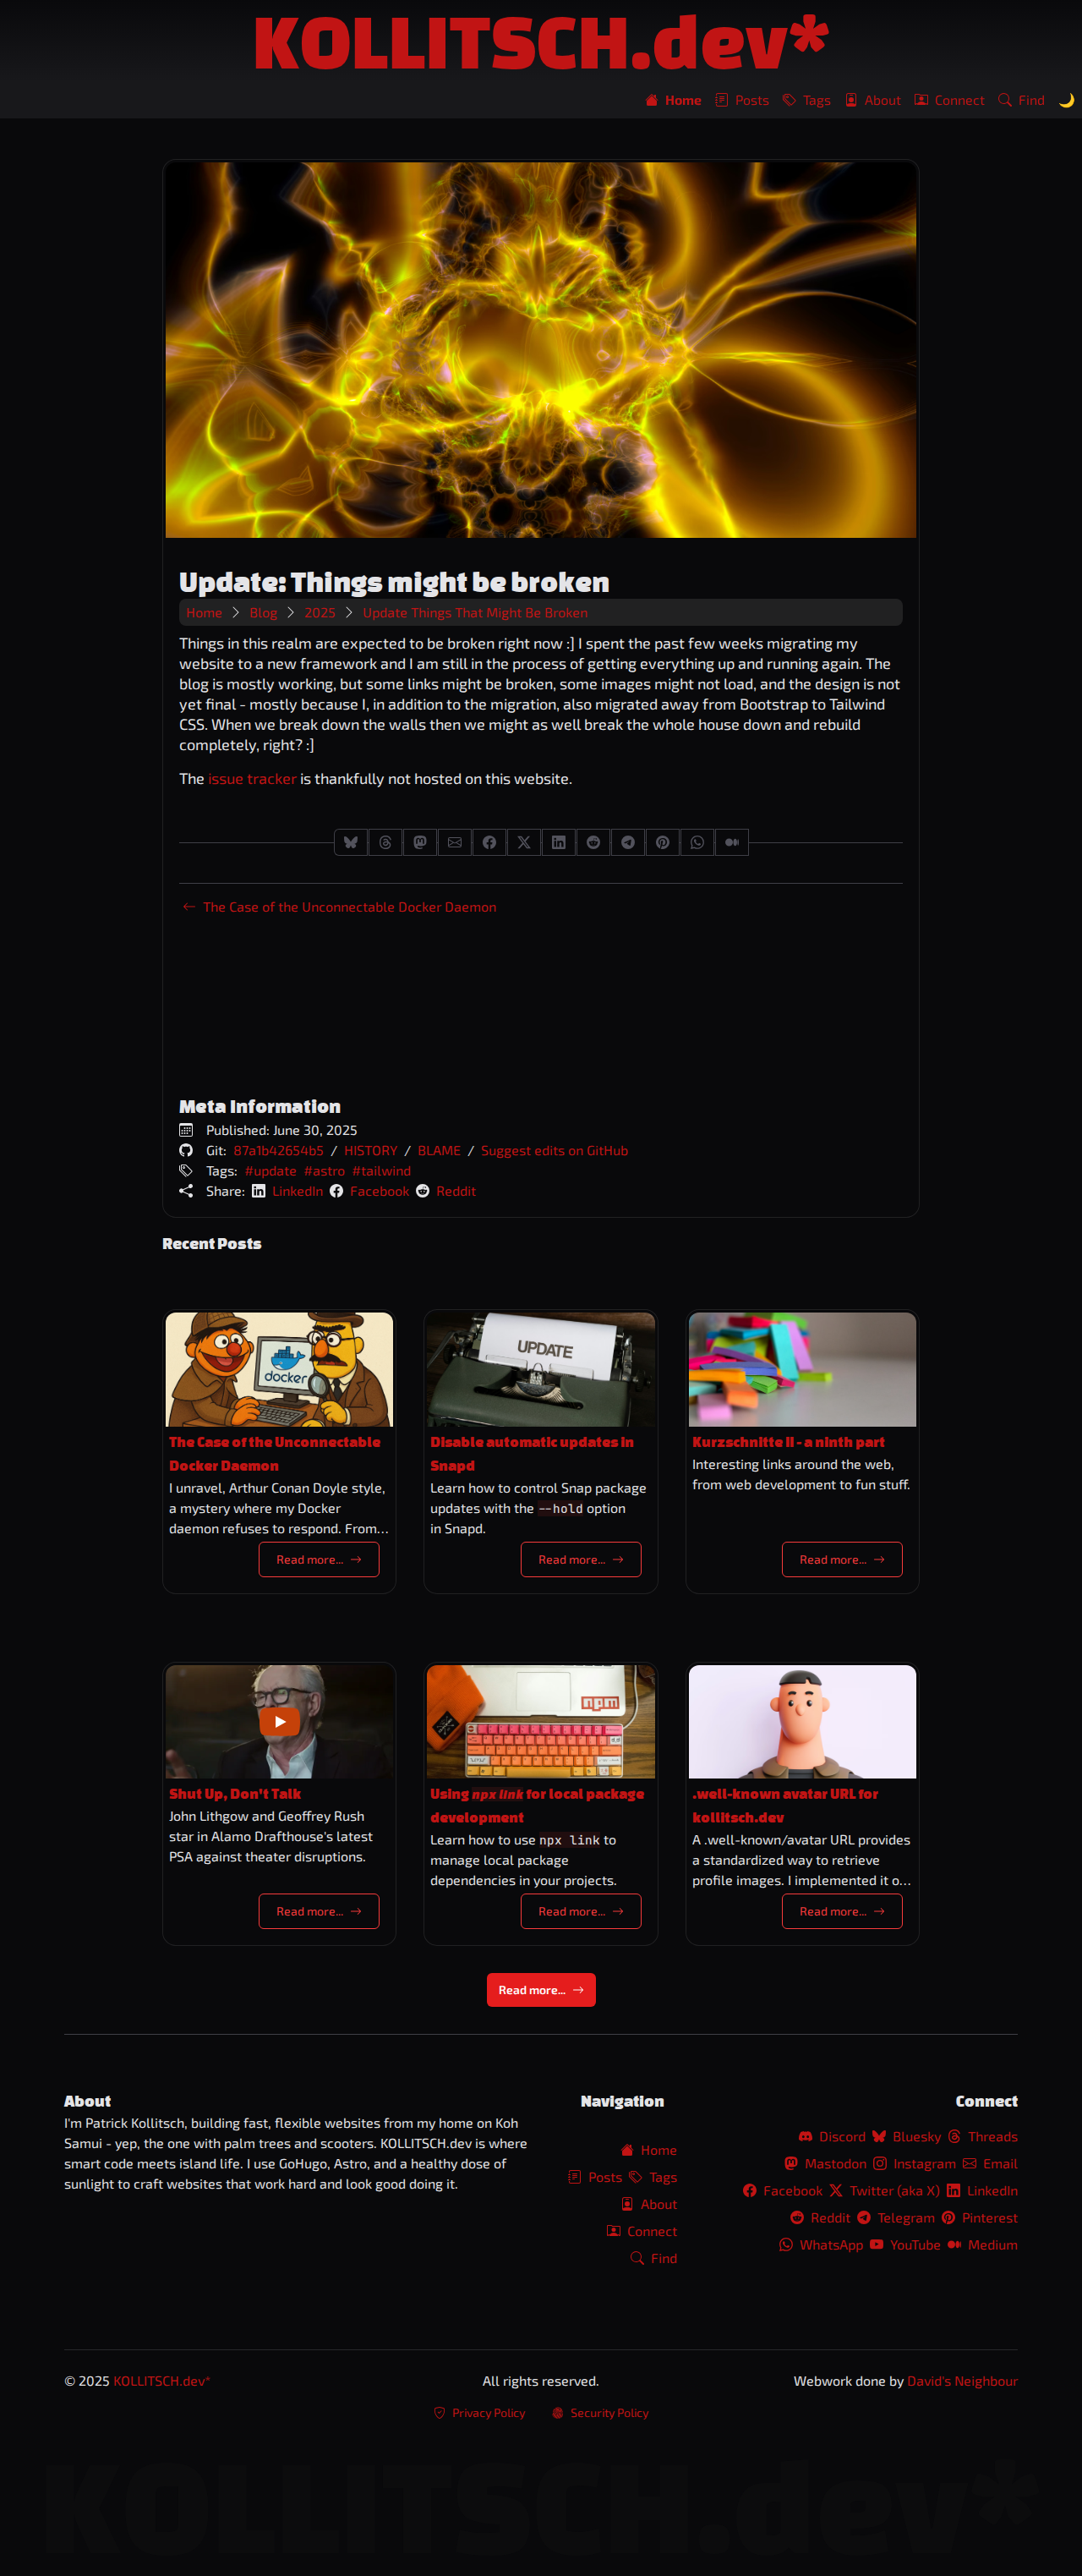 KOLLITSCH.dev*
Home Posts Tags About Connect Find
Update: Things might be broken
Home Blog 2025 Update Things That Might Be Broken
Things in this realm are expected to be broken right now :] I spent the past few weeks migrating my
website to a new framework and I am still in the process of getting everything up and running again. The
blog is mostly working, but some links might be broken, some images might not load, and the design is not
yet final - mostly because I, in addition to the migration, also migrated away from Bootstrap to Tailwind
CSS. When we break down the walls then we might as well break the whole house down and rebuild
completely, right? :]
The issue tracker is thankfully not hosted on this website.
The Case of the Unconnectable Docker Daemon
Meta Information
Published: June 30, 2025
Git: 87a1b42654b5 / HISTORY / BLAME / Suggest edits on GitHub
Tags: #update #astro #tailwind
Share: LinkedIn Facebook Reddit
Recent Posts
docker
The Case of the Unconnectable
Docker Daemon
I unravel, Arthur Conan Doyle style,
a mystery where my Docker
daemon refuses to respond. From...
Read more...
UPDATE
Disable automatic updates in
Snapd
Learn how to control Snap package
updates with the --hold option
in Snapd.
Read more...
Kurzschnitte II - a ninth part
Interesting links around the web,
from web development to fun stuff.
Read more...
Shut Up, Don't Talk
John Lithgow and Geoffrey Rush
star in Alamo Drafthouse's latest
PSA against theater disruptions.
Read more...
npm
Using npx link for local package
development
Learn how to use npx link to
manage local package
dependencies in your projects.
Read more...
.well-known avatar URL for
kollitsch.dev
A .well-known/avatar URL provides
a standardized way to retrieve
profile images. I implemented it o...
Read more...
Read more...
About
I'm Patrick Kollitsch, building fast, flexible websites from my home on Koh
Samui - yep, the one with palm trees and scooters. KOLLITSCH.dev is where
smart code meets island life. I use GoHugo, Astro, and a healthy dose of
sunlight to craft websites that work hard and look good doing it.
Navigation
Home
Posts Tags
About
Connect
Find
Connect
Discord Bluesky Threads
Mastodon Instagram Email
Facebook Twitter (aka X) LinkedIn
Reddit Telegram Pinterest
WhatsApp YouTube Medium
© 2025 KOLLITSCH.dev* All rights reserved. Webwork done by David's Neighbour
Privacy Policy Security Policy
KOLLITSCH.dev*